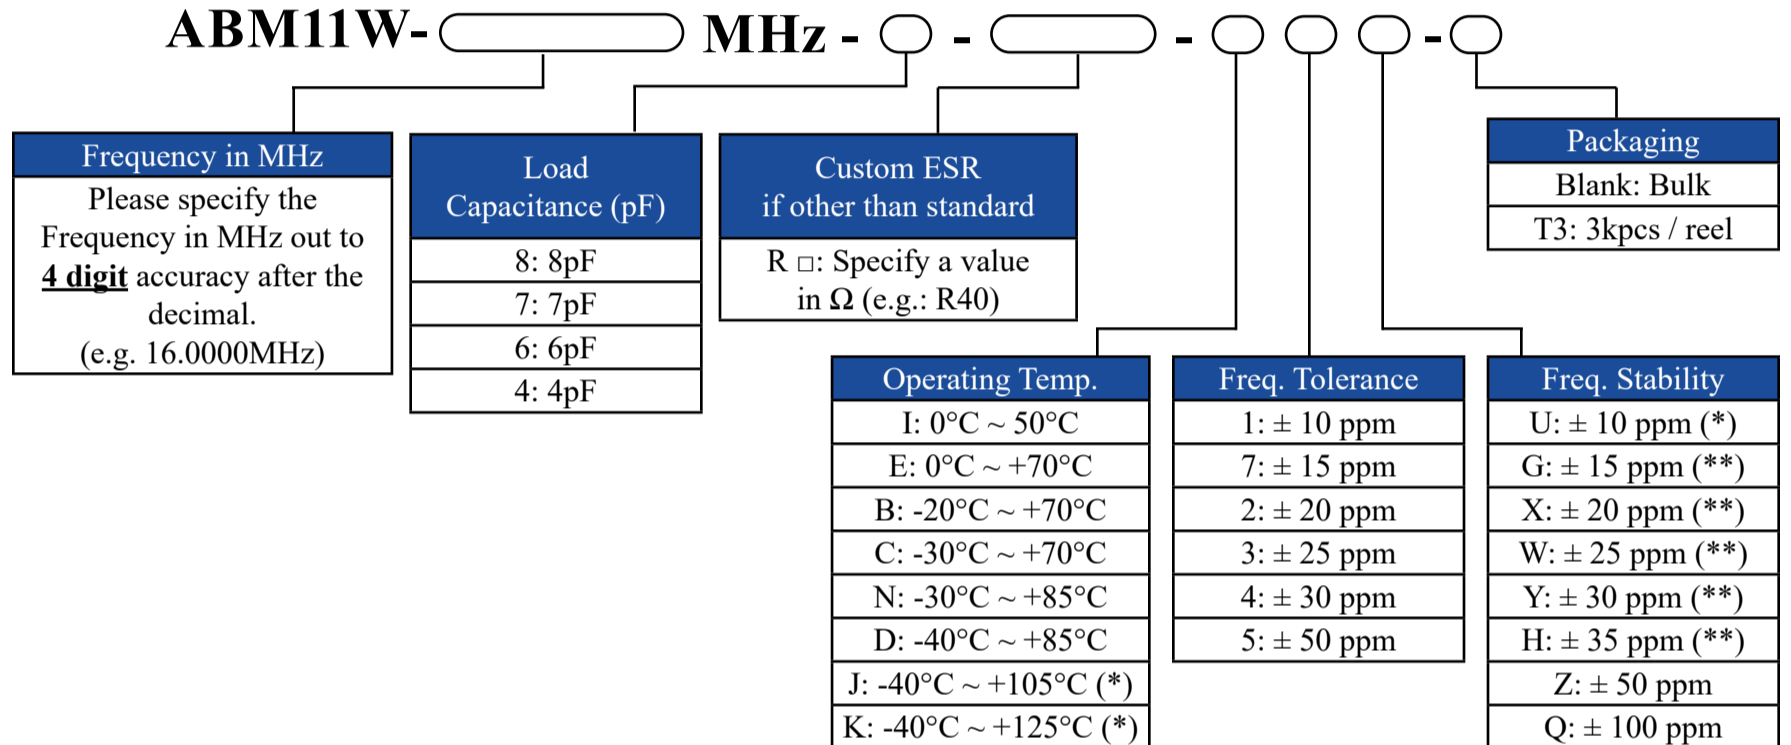 ABM11W- MHz - - - -
Frequency in MHz
Please specify the
Frequency in MHz out to
4 digit accuracy after the
decimal.
(e.g. 16.0000MHz)
Load
Capacitance (pF)
8: 8pF
7: 7pF
6: 6pF
4: 4pF
Custom ESR
if other than standard
R □: Specify a value
in Ω (e.g.: R40)
Packaging
Blank: Bulk
T3: 3kpcs / reel
Operating Temp.
I: 0°C ~ 50°C
E: 0°C ~ +70°C
B: -20°C ~ +70°C
C: -30°C ~ +70°C
N: -30°C ~ +85°C
D: -40°C ~ +85°C
J: -40°C ~ +105°C (*)
K: -40°C ~ +125°C (*)
Freq. Tolerance
1: ± 10 ppm
7: ± 15 ppm
2: ± 20 ppm
3: ± 25 ppm
4: ± 30 ppm
5: ± 50 ppm
Freq. Stability
U: ± 10 ppm (*)
G: ± 15 ppm (**)
X: ± 20 ppm (**)
W: ± 25 ppm (**)
Y: ± 30 ppm (**)
H: ± 35 ppm (**)
Z: ± 50 ppm
Q: ± 100 ppm